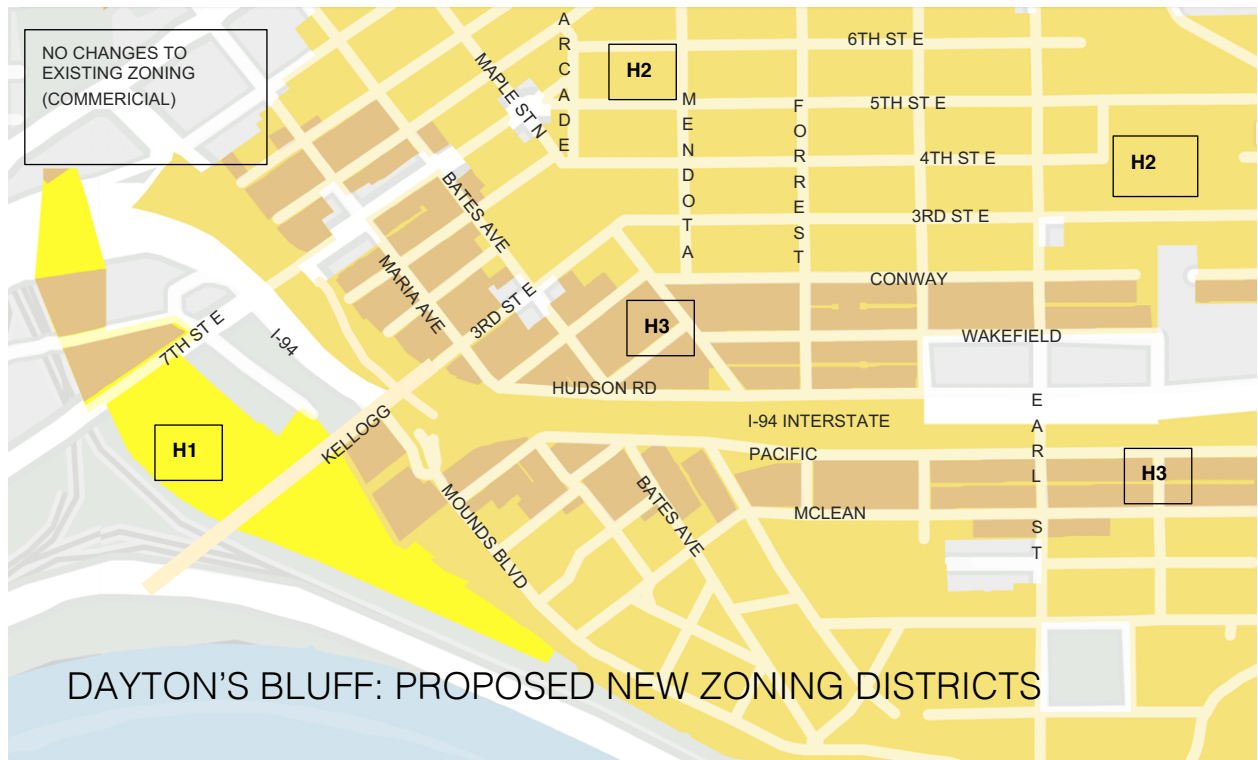 NO CHANGES TO
EXISTING ZONING
(COMMERICIAL)
ARCADE
H2
6TH ST E
MAPLE ST N
MENDOTA
FORREST
5TH ST E
4TH ST E
H2
BATES AVE
3RD ST E
MARIA AVE
CONWAY
3RD ST E
H3
7TH ST E
I-94
WAKEFIELD
HUDSON RD
EARL ST
I-94 INTERSTATE
KELLOGG
H1
PACIFIC
H3
MOUNDS BLVD
BATES AVE
MCLEAN
DAYTON'S BLUFF: PROPOSED NEW ZONING DISTRICTS